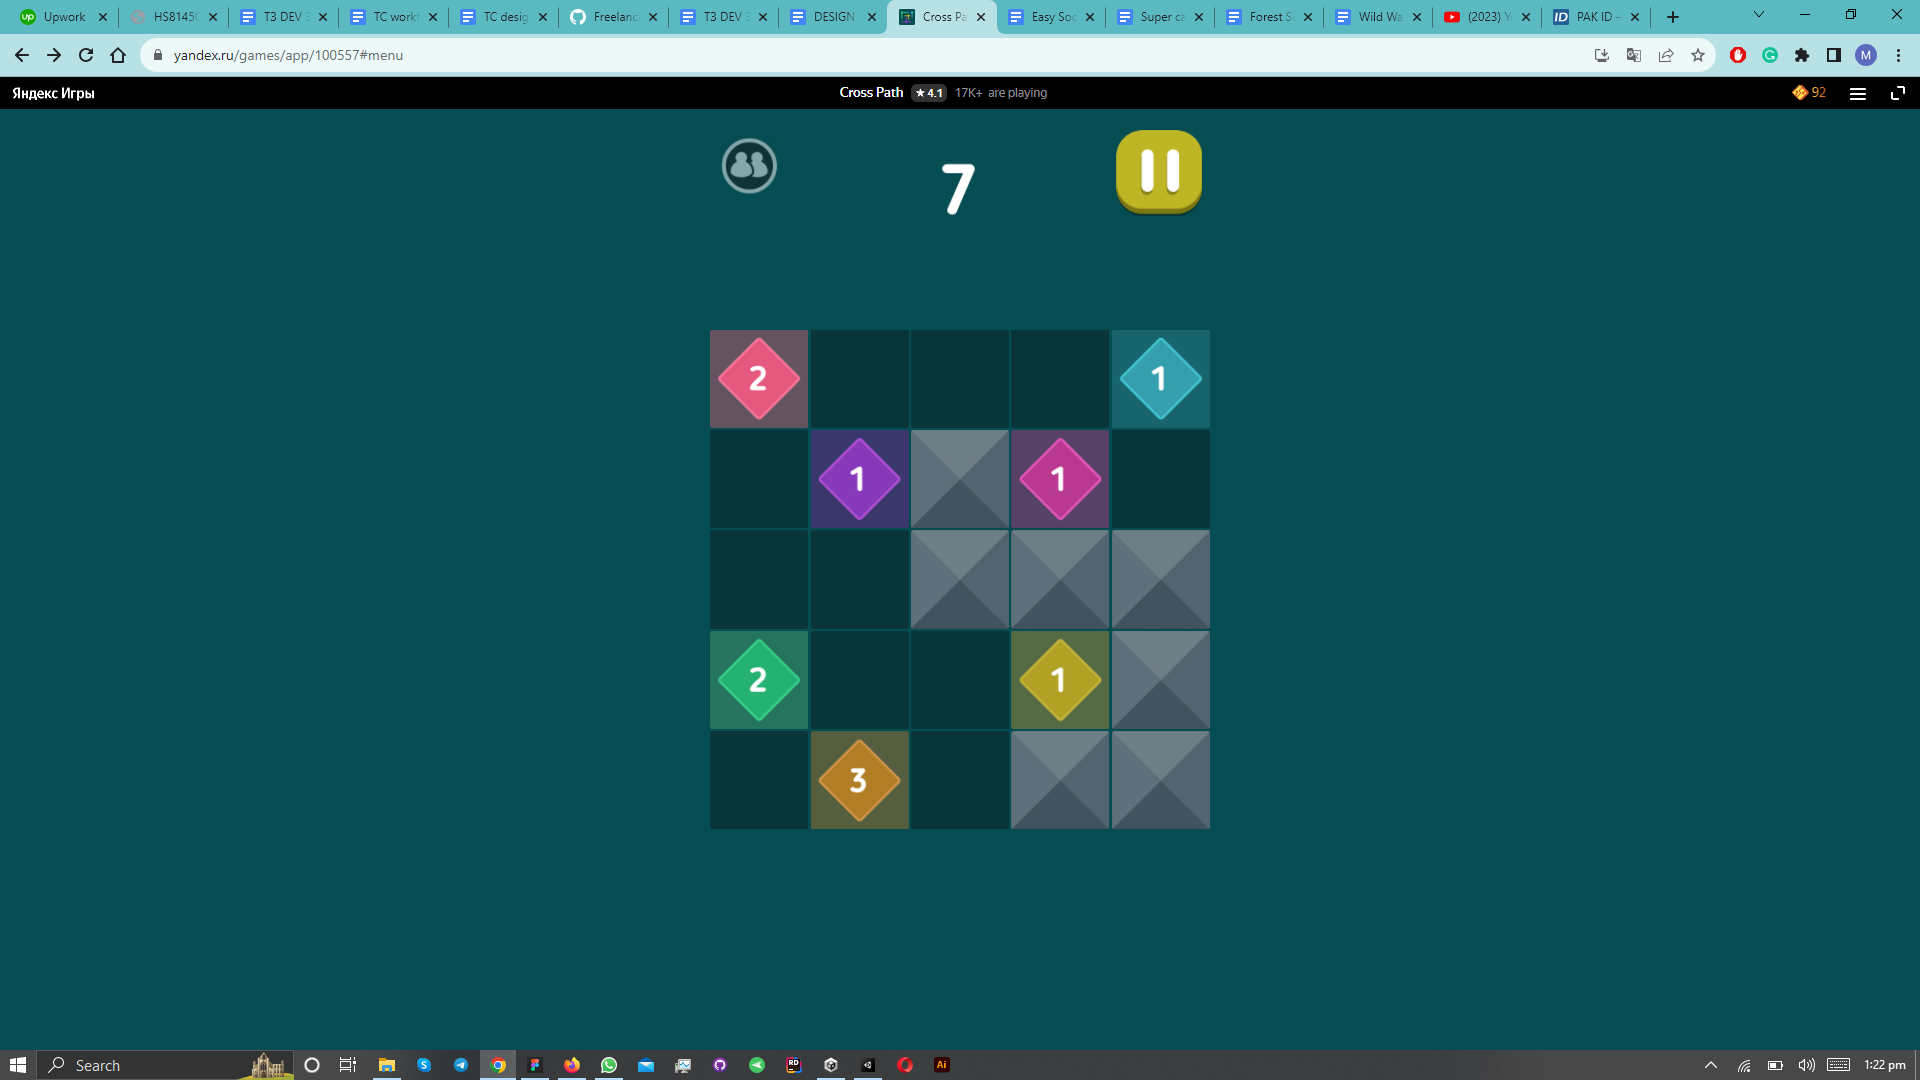 Upwork
HS8145
T3 DEV
TC work
TC desig
Freelanc
T3 DEV
DESIGN
Cross Pa
Easy Soc
Super ca
Forest S
Wild Wa
(2023) Y
PAK ID -
yandex.ru/games/app/100557#menu
M
Яндекс Игры
Cross Path ★ 4.1 17K+ are playing
92
7
2
1
1
1
2
1
3
Search
1:22 pm